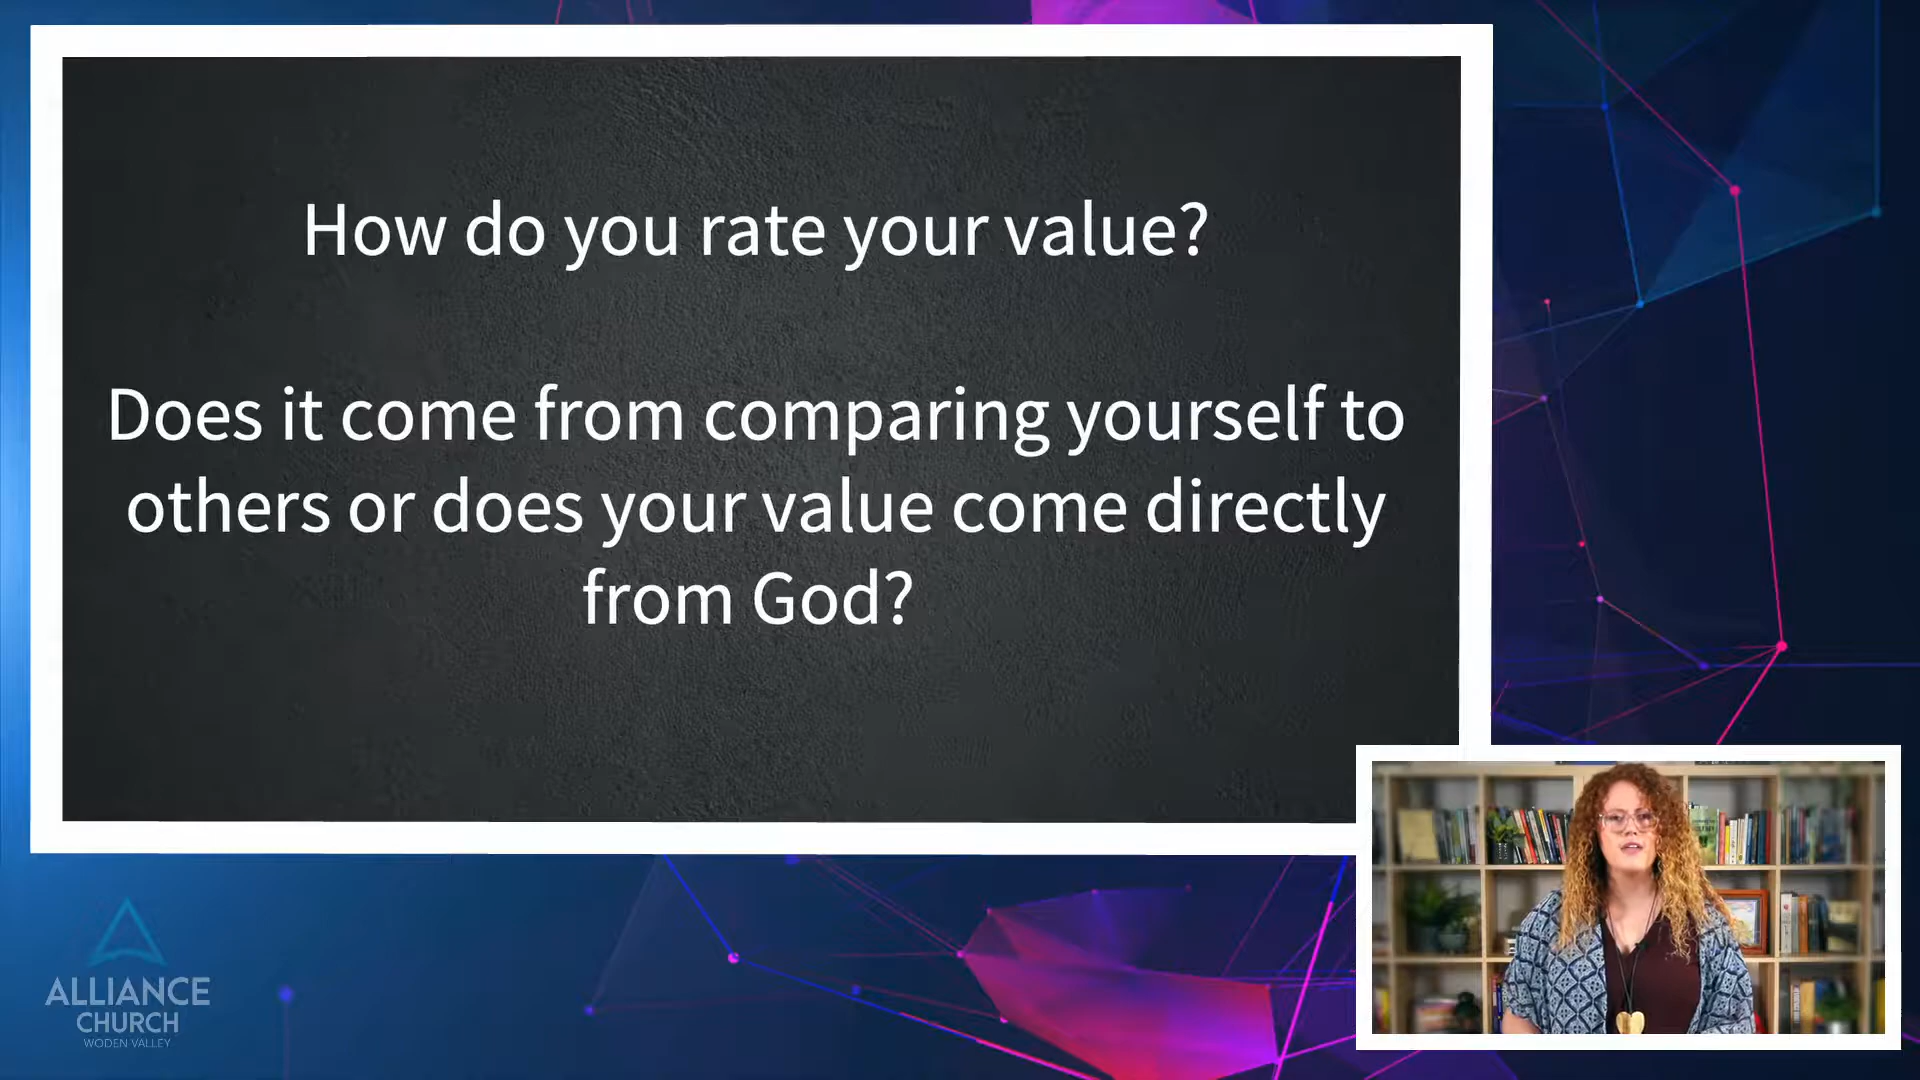 How do you rate your value?
Does it come from comparing yourself to
others or does your value come directly
from God?
ALLIANCE
CHURCH
WODEN VALLEY